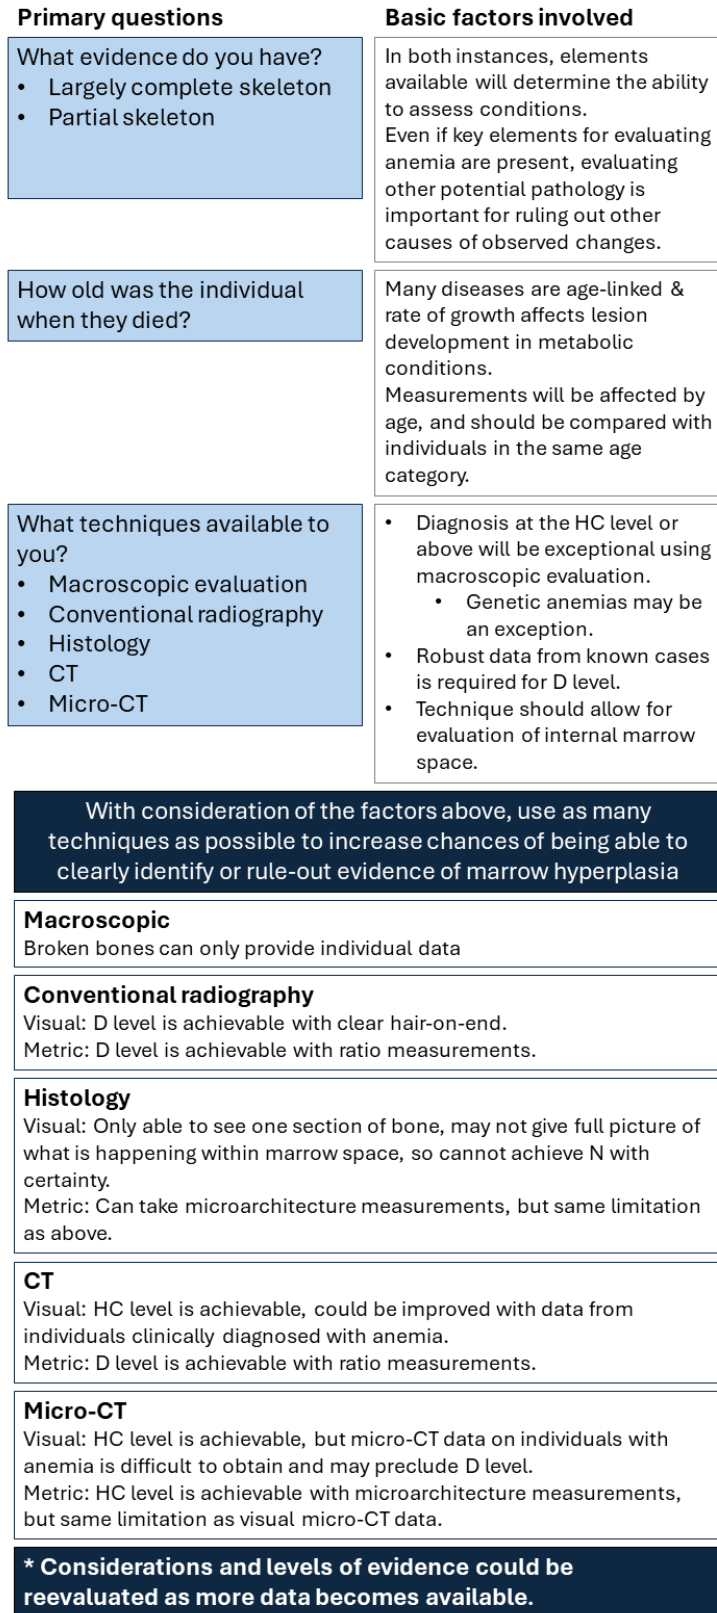 Primary questions
Basic factors involved
What evidence do you have?
• Largely complete skeleton
• Partial skeleton
In both instances, elements
available will determine the ability
to assess conditions.
Even if key elements for evaluating
anemia are present, evaluating
other potential pathology is
important for ruling out other
causes of observed changes.
How old was the individual
when they died?
Many diseases are age-linked &
rate of growth affects lesion
development in metabolic
conditions.
Measurements will be affected by
age, and should be compared with
individuals in the same age
category.
What techniques available to
you?
• Macroscopic evaluation
• Conventional radiography
• Histology
• CT
• Micro-CT
• Diagnosis at the HC level or
above will be exceptional using
macroscopic evaluation.
• Genetic anemias may be
an exception.
• Robust data from known cases
is required for D level.
• Technique should allow for
evaluation of internal marrow
space.
With consideration of the factors above, use as many
techniques as possible to increase chances of being able to
clearly identify or rule-out evidence of marrow hyperplasia
Macroscopic
Broken bones can only provide individual data
Conventional radiography
Visual: D level is achievable with clear hair-on-end.
Metric: D level is achievable with ratio measurements.
Histology
Visual: Only able to see one section of bone, may not give full picture of
what is happening within marrow space, so cannot achieve N with
certainty.
Metric: Can take microarchitecture measurements, but same limitation
as above.
CT
Visual: HC level is achievable, could be improved with data from
individuals clinically diagnosed with anemia.
Metric: D level is achievable with ratio measurements.
Micro-CT
Visual: HC level is achievable, but micro-CT data on individuals with
anemia is difficult to obtain and may preclude D level.
Metric: HC level is achievable with microarchitecture measurements,
but same limitation as visual micro-CT data.
* Considerations and levels of evidence could be
reevaluated as more data becomes available.